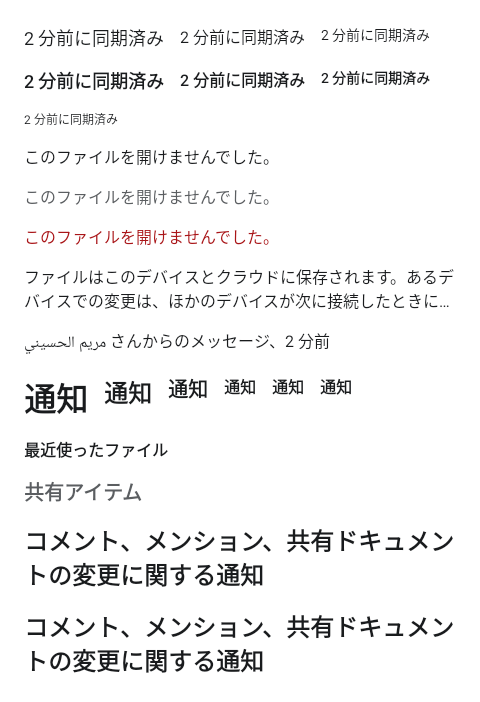 2 分前に同期済み 2 分前に同期済み 2 分前に同期済み
2 分前に同期済み 2 分前に同期済み 2 分前に同期済み
2 分前に同期済み
このファイルを開けませんでした。
このファイルを開けませんでした。
このファイルを開けませんでした。
ファイルはこのデバイスとクラウドに保存されます。あるデ
バイスでの変更は、ほかのデバイスが次に接続したときに…
مريم الحسيني さんからのメッセージ、2 分前
通知 通知 通知 通知 通知 通知
最近使ったファイル
共有アイテム
コメント、メンション、共有ドキュメン
トの変更に関する通知
コメント、メンション、共有ドキュメン
トの変更に関する通知